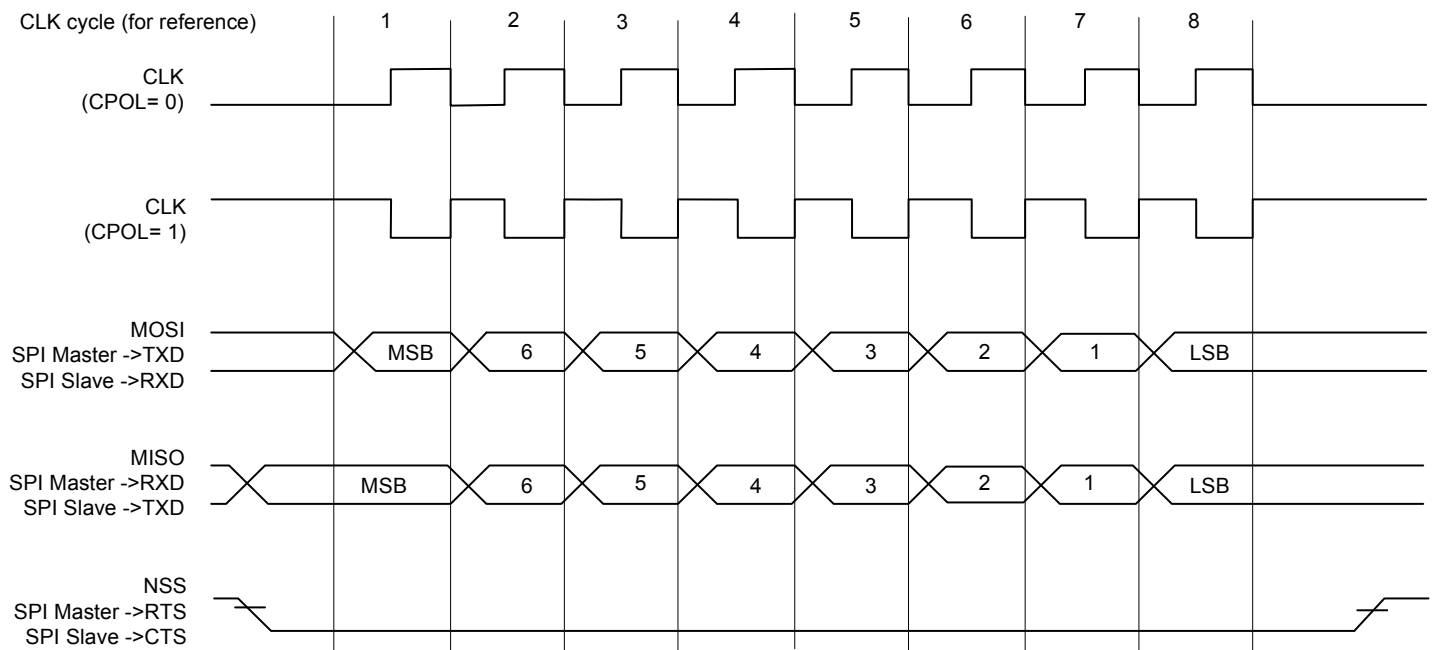 CLK cycle (for reference) 1 2 3 4 5 6 7 8
CLK
(CPOL= 0)
CLK
(CPOL= 1)
MOSI
SPI Master ->TXD
SPI Slave ->RXD
MSB 6 5 4 3 2 1 LSB
MISO
SPI Master ->RXD
SPI Slave ->TXD
MSB 6 5 4 3 2 1 LSB
NSS
SPI Master ->RTS
SPI Slave ->CTS